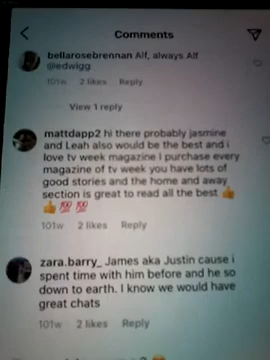 Comments
bellarosebrennan Alf, always Alf
@edwigg
101w 2 likes Reply
View 1 reply
mattdapp2 hi there probably jasmine
and Leah also would be the best and i
love tv week magazine I purchase every
magazine of tv week you have lots of
good stories and the home and away
section is great to read all the best 👍
👍 💯 💯
101w 2 likes Reply
zara.barry_ James aka Justin cause i
spent time with him before and he so
down to earth. I know we would have
great chats
101w 2 likes Reply